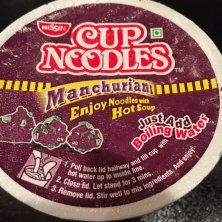 NISSIN
CUP
NOODLES
TM
Manchurian!
Enjoy Noodles with
Hot Soup
Just Add
Boiling Water
1. Pull back lid halfway and fill cup with
hot water up to inside line.
2. Close lid. Let stand for 3 mins.
3. Remove lid. Stir well to mix ingredients. And enjoy!